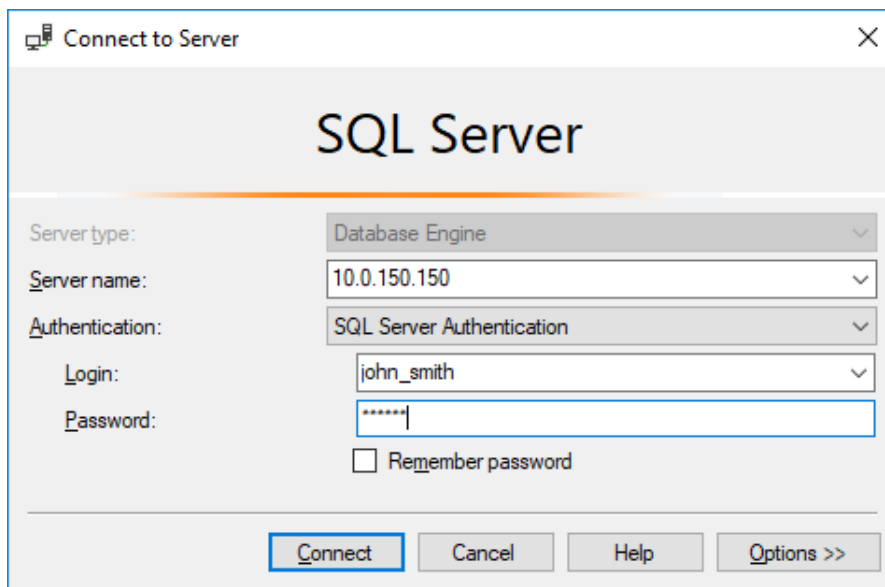 Connect to Server
SQL Server
Server type: Database Engine
Server name: 10.0.150.150
Authentication: SQL Server Authentication
Login: john_smith
Password: ******
Remember password
Connect Cancel Help Options >>